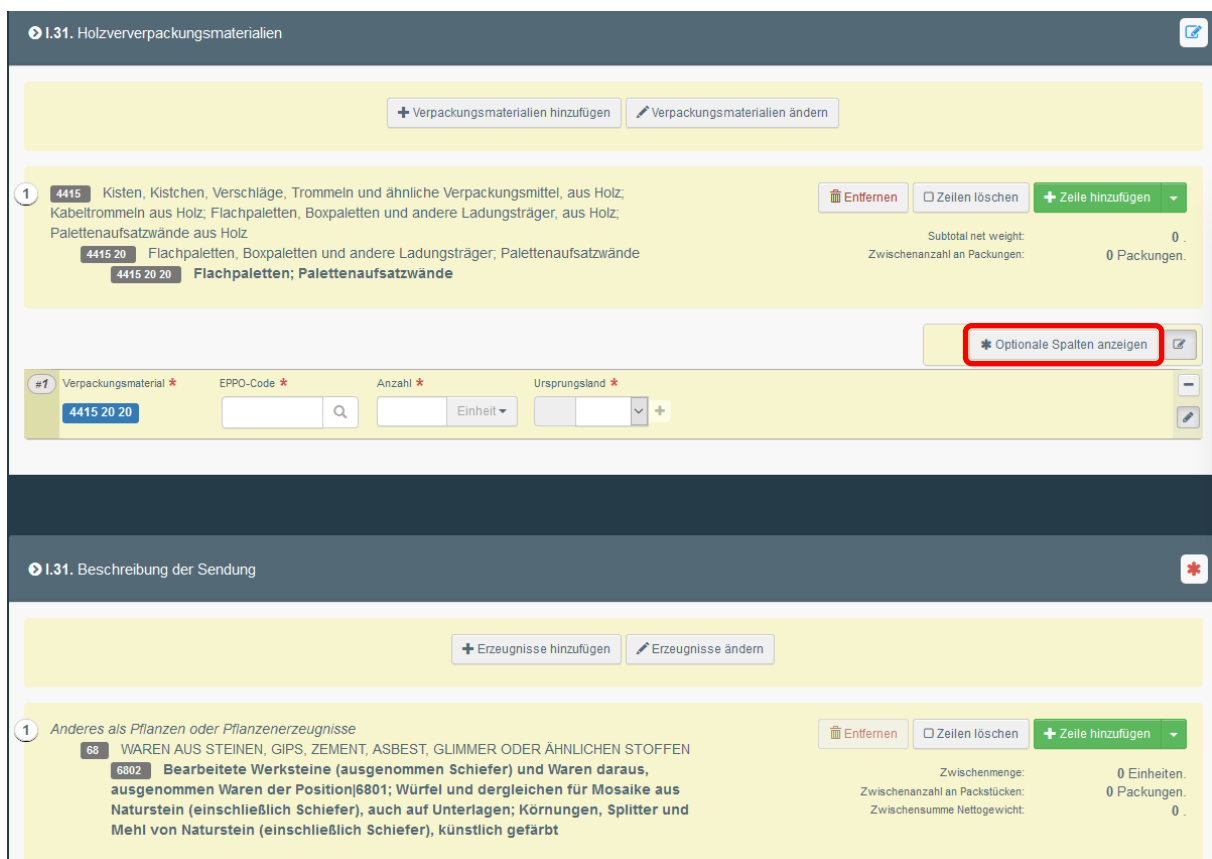 I.31. Holzververpackungsmaterialien
Verpackungsmaterialien hinzufügen
Verpackungsmaterialien ändern
1
4415 Kisten, Kistchen, Verschläge, Trommeln und ähnliche Verpackungsmittel, aus Holz;
Kabeltrommeln aus Holz; Flachpaletten, Boxpaletten und andere Ladungsträger, aus Holz;
Palettenaufsatzwände aus Holz
4415 20 Flachpaletten, Boxpaletten und andere Ladungsträger; Palettenaufsatzwände
4415 20 20 Flachpaletten; Palettenaufsatzwände
Entfernen
Zeilen löschen
Zeile hinzufügen
Subtotal net weight: 0 .
Zwischenanzahl an Packungen: 0 Packungen.
Optionale Spalten anzeigen
#1 Verpackungsmaterial * EPPO-Code * Anzahl * Ursprungsland *
4415 20 20 Einheit
I.31. Beschreibung der Sendung
Erzeugnisse hinzufügen
Erzeugnisse ändern
1
Anderes als Pflanzen oder Pflanzenerzeugnisse
68 WAREN AUS STEINEN, GIPS, ZEMENT, ASBEST, GLIMMER ODER ÄHNLICHEN STOFFEN
6802 Bearbeitete Werksteine (ausgenommen Schiefer) und Waren daraus,
ausgenommen Waren der Position|6801; Würfel und dergleichen für Mosaike aus
Naturstein (einschließlich Schiefer), auch auf Unterlagen; Körnungen, Splitter und
Mehl von Naturstein (einschließlich Schiefer), künstlich gefärbt
Entfernen
Zeilen löschen
Zeile hinzufügen
Zwischenmenge: 0 Einheiten.
Zwischenanzahl an Packstücken: 0 Packungen.
Zwischensumme Nettogewicht: 0 .